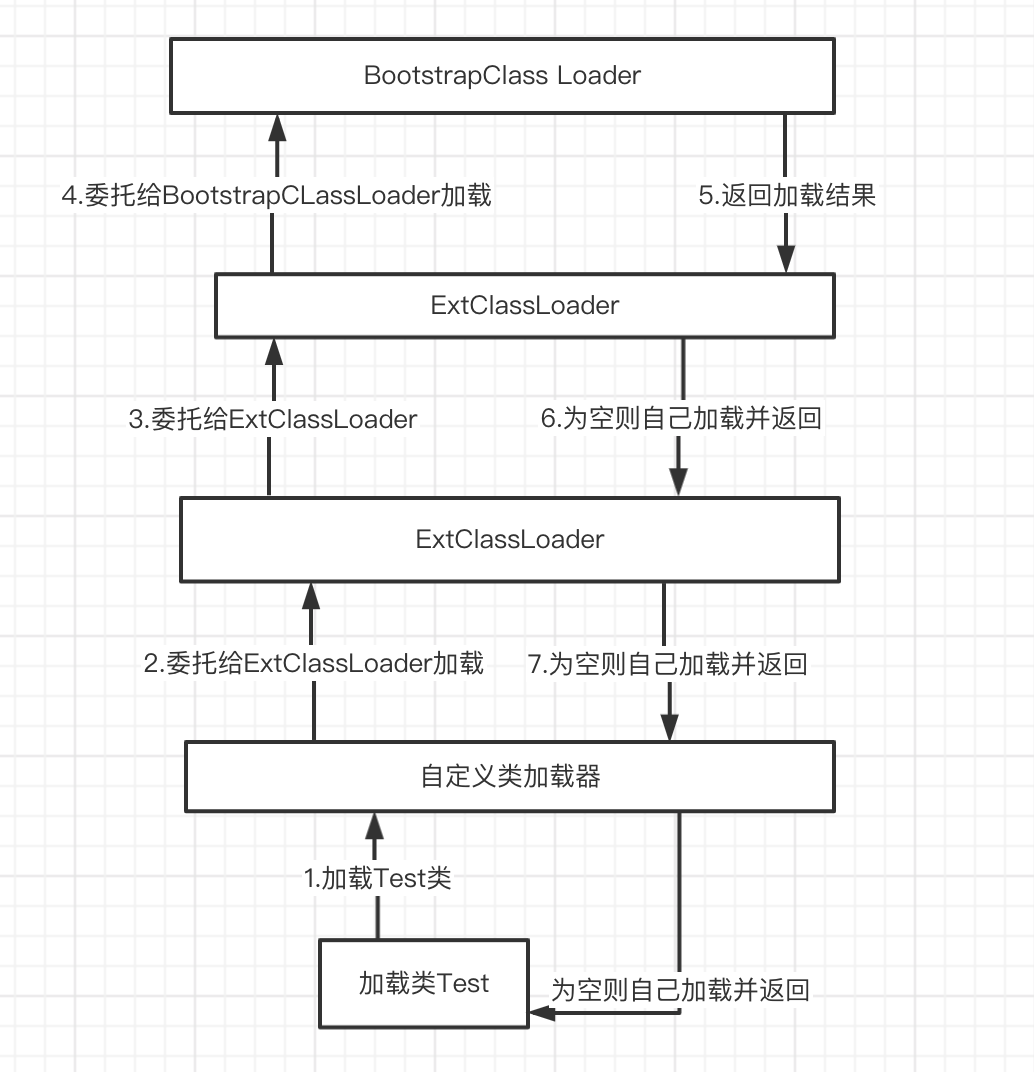 BootstrapClass Loader
4.委托给BootstrapCLassLoader加载
5.返回加载结果
ExtClassLoader
3.委托给ExtClassLoader
6.为空则自己加载并返回
ExtClassLoader
2.委托给ExtClassLoader加载
7.为空则自己加载并返回
自定义类加载器
1.加载Test类
加载类Test
为空则自己加载并返回